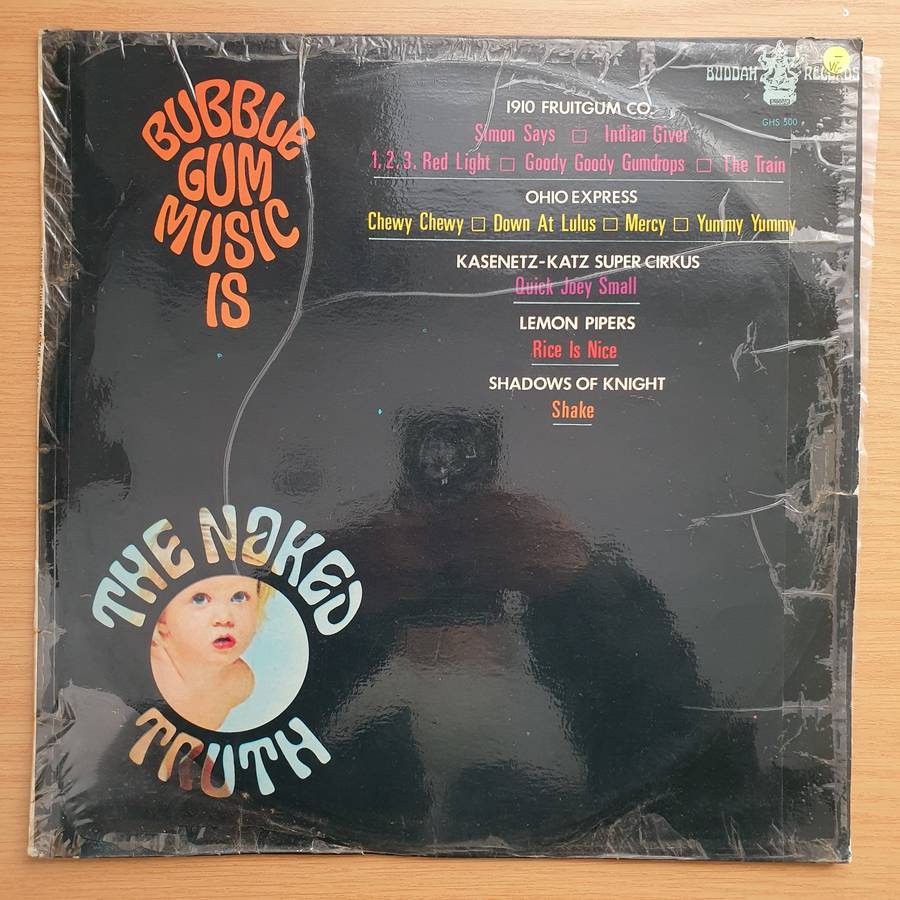 BUBBLE
GUM
MUSIC
IS
BUDDAH RECORDS
GHS 500
1910 FRUITGUM CO.
Simon Says □ Indian Giver
1, 2, 3, Red Light □ Goody Goody Gumdrops □ The Train
OHIO EXPRESS
Chewy Chewy □ Down At Lulus □ Mercy □ Yummy Yummy
KASENETZ-KATZ SUPER CIRKUS
Quick Joey Small
LEMON PIPERS
Rice Is Nice
SHADOWS OF KNIGHT
Shake
THE NAKED
TRUTH